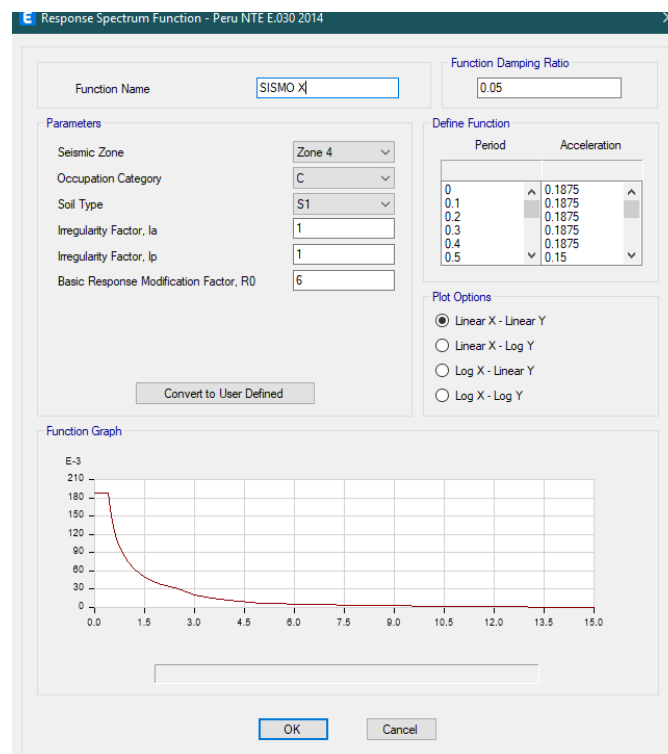 E Response Spectrum Function - Peru NTE E.030 2014
Function Name
SISMO X
Function Damping Ratio
0.05
Parameters
Seismic Zone
Zone 4
Occupation Category
C
Soil Type
S1
Irregularity Factor, Ia
1
Irregularity Factor, Ip
1
Basic Response Modification Factor, R0
6
Convert to User Defined
Define Function
Period Acceleration
0 0.1875
0.1 0.1875
0.2 0.1875
0.3 0.1875
0.4 0.1875
0.5 0.15
Plot Options
Linear X - Linear Y
Linear X - Log Y
Log X - Linear Y
Log X - Log Y
Function Graph
E-3
210
180
150
120
90
60
30
0
0.0 1.5 3.0 4.5 6.0 7.5 9.0 10.5 12.0 13.5 15.0
OK Cancel